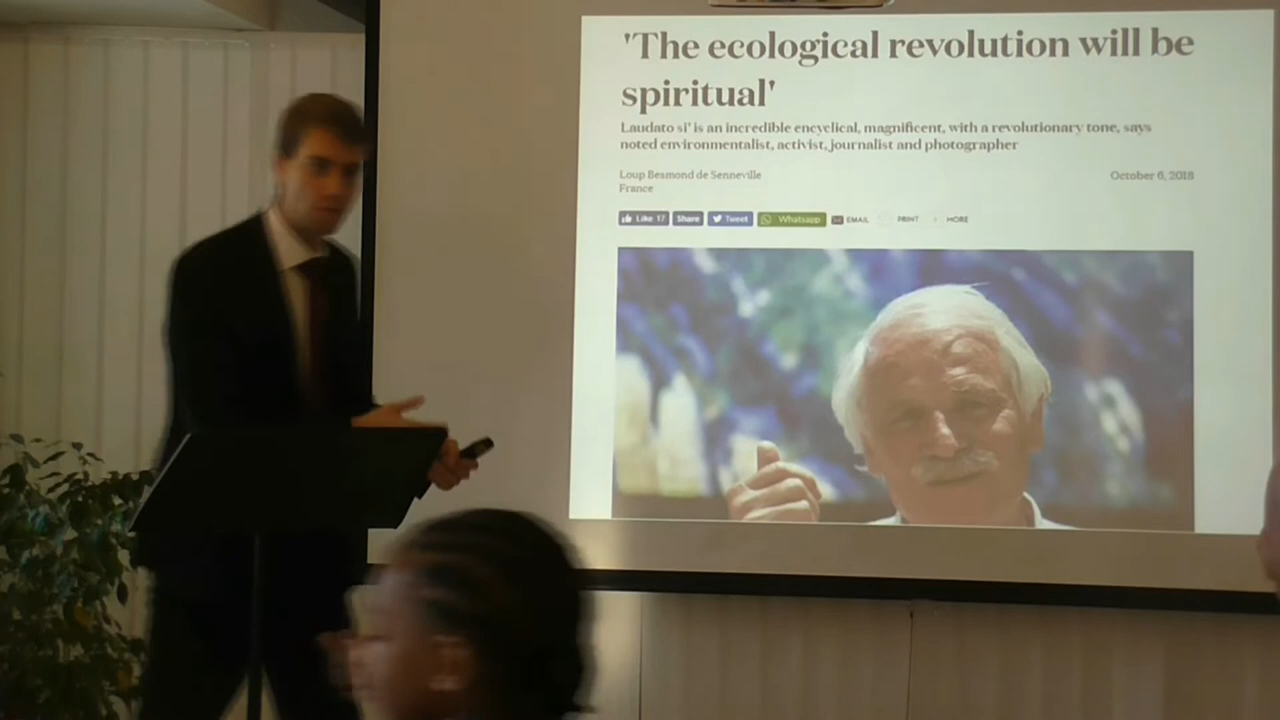 'The ecological revolution will be
spiritual'
Laudato si' is an incredible encyclical, magnificent, with a revolutionary tone, says
noted environmentalist, activist, journalist and photographer
Loup Besmond de Senneville
October 6, 2018
France
Like 17 Share Tweet Whatsapp EMAIL PRINT MORE